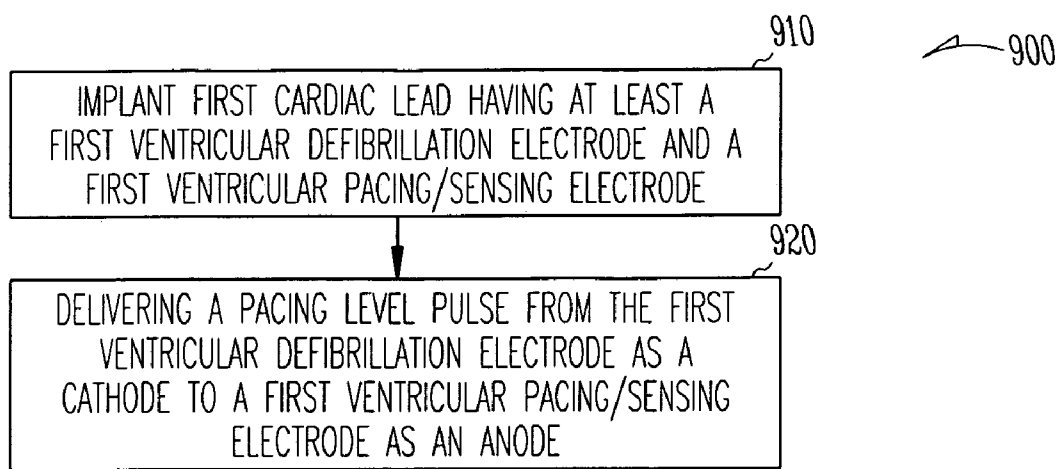 910
900
IMPLANT FIRST CARDIAC LEAD HAVING AT LEAST A
FIRST VENTRICULAR DEFIBRILLATION ELECTRODE AND A
FIRST VENTRICULAR PACING/SENSING ELECTRODE
920
DELIVERING A PACING LEVEL PULSE FROM THE FIRST
VENTRICULAR DEFIBRILLATION ELECTRODE AS A
CATHODE TO A FIRST VENTRICULAR PACING/SENSING
ELECTRODE AS AN ANODE